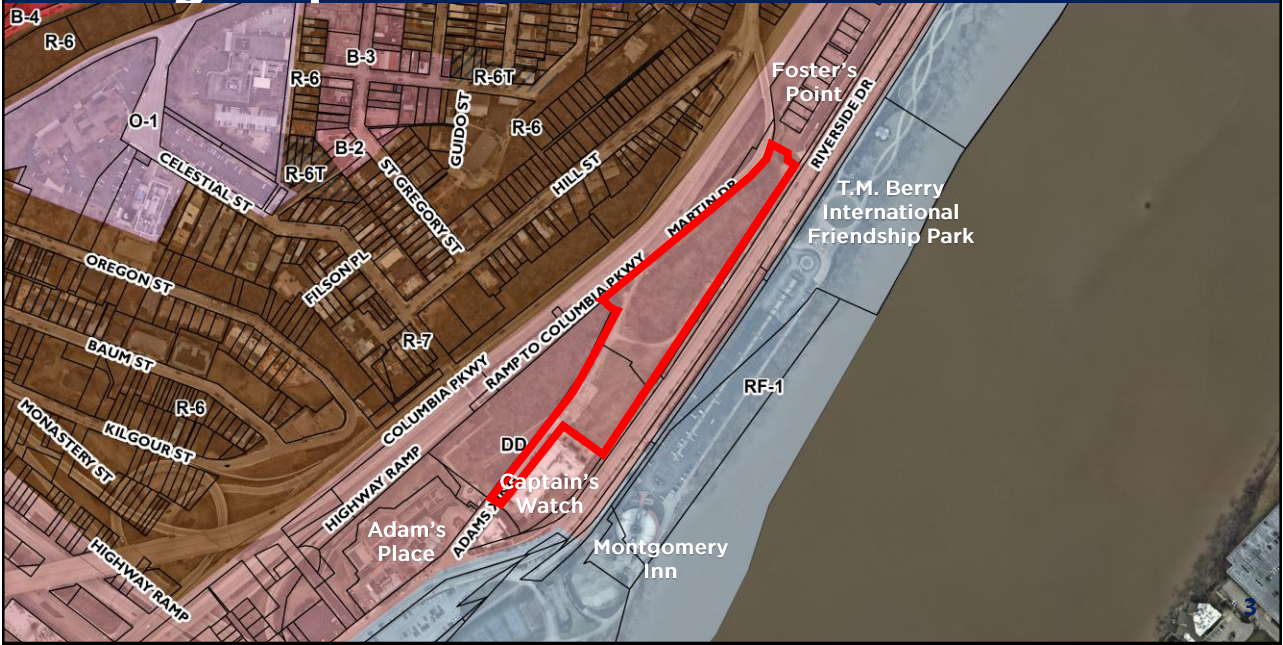 B-4
R-6
B-3
R-6
R-6T
Foster's
Point
O-1
GUIDO ST
RIVERSIDE DR
R-6
B-2
R-6T
CELESTIAL ST
ST GREGORY ST
HILL ST
MARTIN DR
T.M. Berry
International
Friendship Park
OREGON ST
FILSON PL
RAMP TO COLUMBIA PKWY
R-7
BAUM ST
COLUMBIA PKWY
RF-1
R-6
MONASTERY ST
KILGOUR ST
DD
HIGHWAY RAMP
Captain's
Watch
Adam's
Place
ADAMS
Montgomery
Inn
HIGHWAY RAMP
3